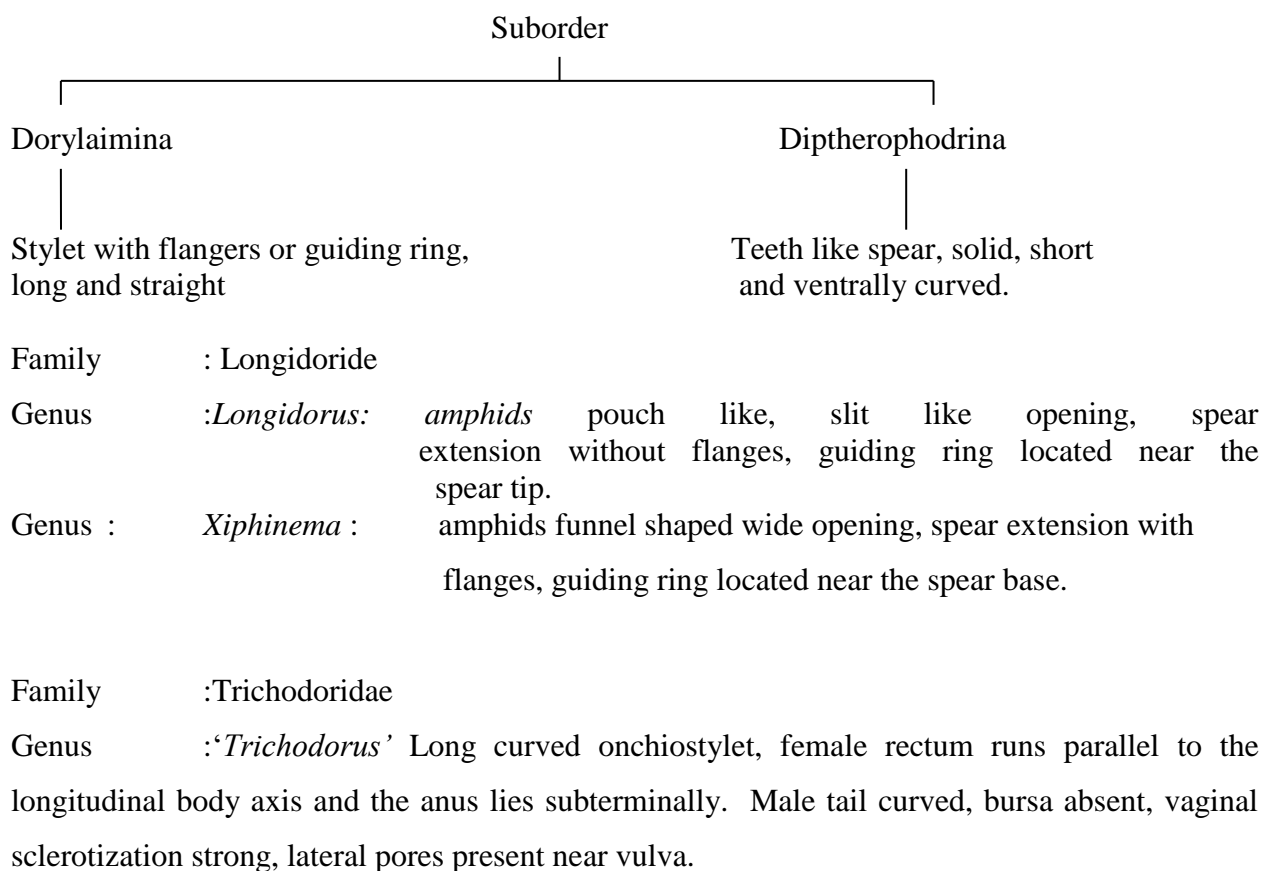 Suborder
Dorylaimina Diptherophodrina
Stylet with flangers or guiding ring, Teeth like spear, solid, short
long and straight and ventrally curved.
Family : Longidoride
Genus :Longidorus: amphids pouch like, slit like opening, spear
extension without flanges, guiding ring located near the
spear tip.
Genus : Xiphinema : amphids funnel shaped wide opening, spear extension with
flanges, guiding ring located near the spear base.
Family :Trichodoridae
Genus :‘Trichodorus’ Long curved onchiostylet, female rectum runs parallel to the
longitudinal body axis and the anus lies subterminally. Male tail curved, bursa absent, vaginal
sclerotization strong, lateral pores present near vulva.